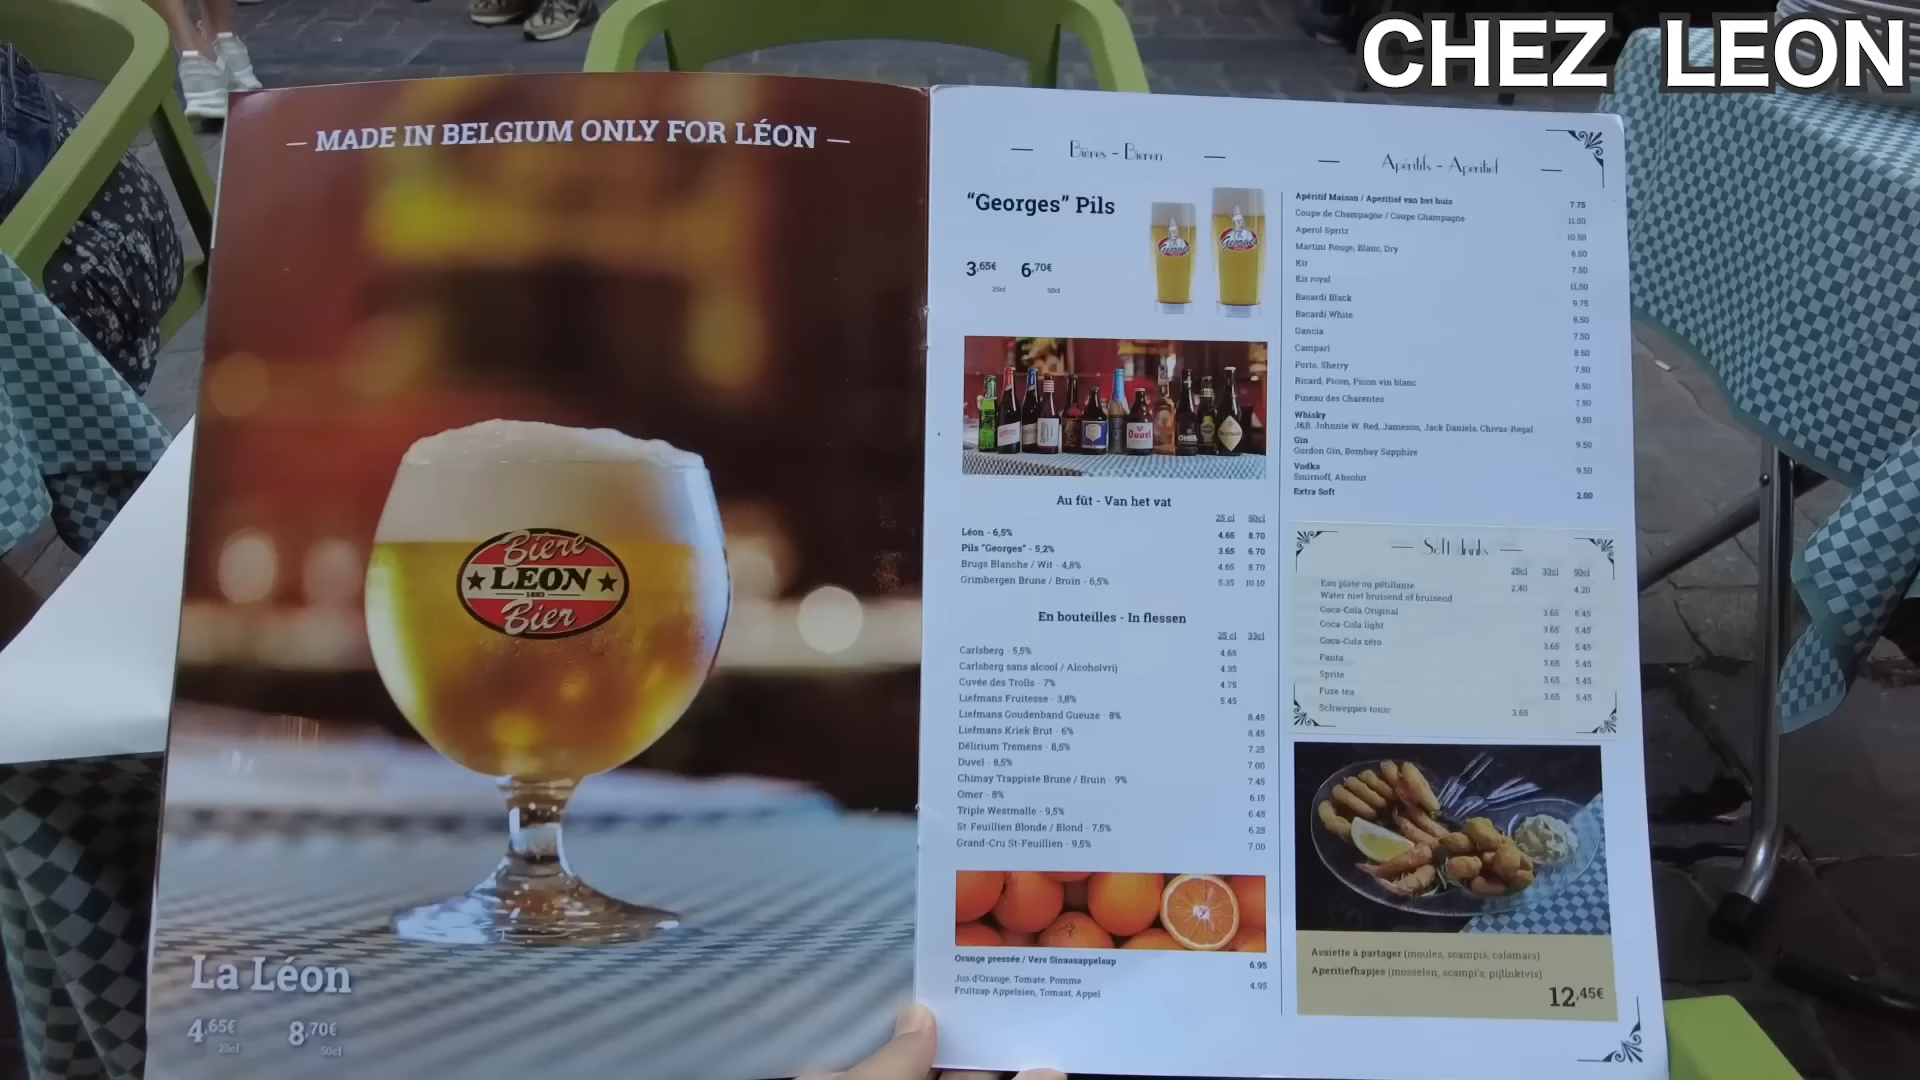 CHEZ LEON
MADE IN BELGIUM ONLY FOR LÉON
Biere
LEON
1893
Bier
La Léon
4,65€ 8,70€
25cl 50cl
Bières - Bieren
"Georges" Pils
3,65€ 6,70€
25cl 50cl
Georges Georges
Duvel
OMER
Au fût - Van het vat
25 cl 50cl
Léon - 6,5% 4.65 8.70
Pils "Georges" - 5,2% 3.65 6.70
Brugs Blanche / Wit - 4,8% 4.65 8.70
Grimbergen Brune / Bruin - 6,5% 5.35 10.10
En bouteilles - In flessen
25 cl 33cl
Carlsberg - 5,5% 4.65
Carlsberg sans alcool / Alcoholvrij 4.35
Cuvée des Trolls - 7% 4.75
Liefmans Fruitesse - 3,8% 5.45
Liefmans Goudenband Gueuze - 8% 8.45
Liefmans Kriek Brut - 6% 8.45
Délirium Tremens - 8,5% 7.25
Duvel - 8,5% 7.00
Chimay Trappiste Brune / Bruin - 9% 7.45
Omer - 8% 6.15
Triple Westmalle - 9,5% 6.45
St-Feuillien Blonde / Blond - 7,5% 6.25
Grand-Cru St-Feuillien - 9,5% 7.00
Orange pressée / Vers Sinaasappelsap 6.95
Jus d'Orange, Tomate, Pomme
Fruitsap Appelsien, Tomaat, Appel 4.95
Apéritifs - Aperitief
Apéritif Maison / Aperitief van het huis 7.75
Coupe de Champagne / Coupe Champagne 11.50
Aperol Spritz 10.50
Martini Rouge, Blanc, Dry 6.50
Kir 7.50
Kir royal 11.50
Bacardi Black 9.75
Bacardi White 8.50
Gancia 7.50
Campari 8.50
Porto, Sherry 7.50
Ricard, Picon, Picon vin blanc 8.50
Pineau des Charentes 7.50
Whisky 9.50
J&B, Johnnie W. Red, Jameson, Jack Daniels, Chivas-Regal
Gin 9.50
Gordon Gin, Bombay Sapphire
Vodka 9.50
Smirnoff, Absolut
Extra Soft 2.00
Soft drinks
25cl 33cl 50cl
Eau plate ou pétillante 2.40 4.20
Water niet bruisend of bruisend
Coca-Cola Original 3.65 5.45
Coca-Cola light 3.65 5.45
Coca-Cola zéro 3.65 5.45
Fanta 3.65 5.45
Sprite 3.65 5.45
Fuze tea 3.65 5.45
Schweppes tonic 3.65
Assiette à partager (moules, scampis, calamars)
Aperitiefhapjes (mosselen, scampi's, pijlinktvis)
12,45€